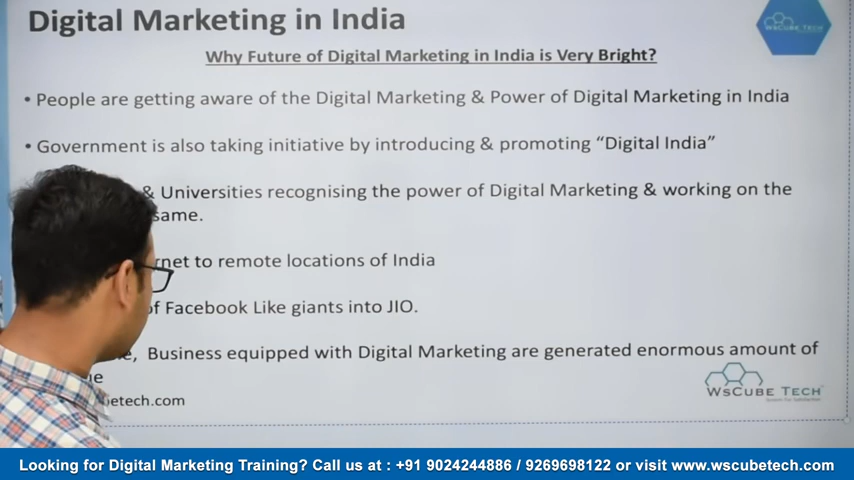 Digital Marketing in India
WSCUBE TECH
Why Future of Digital Marketing in India is Very Bright?
• People are getting aware of the Digital Marketing & Power of Digital Marketing in India
• Government is also taking initiative by introducing & promoting “Digital India”
& Universities recognising the power of Digital Marketing & working on the
same.
rnet to remote locations of India
of Facebook Like giants into JIO.
e, Business equipped with Digital Marketing are generated enormous amount of
ue
betech.com
WSCUBE TECH
Looking for Digital Marketing Training? Call us at : +91 9024244886 / 9269698122 or visit www.wscubetech.com